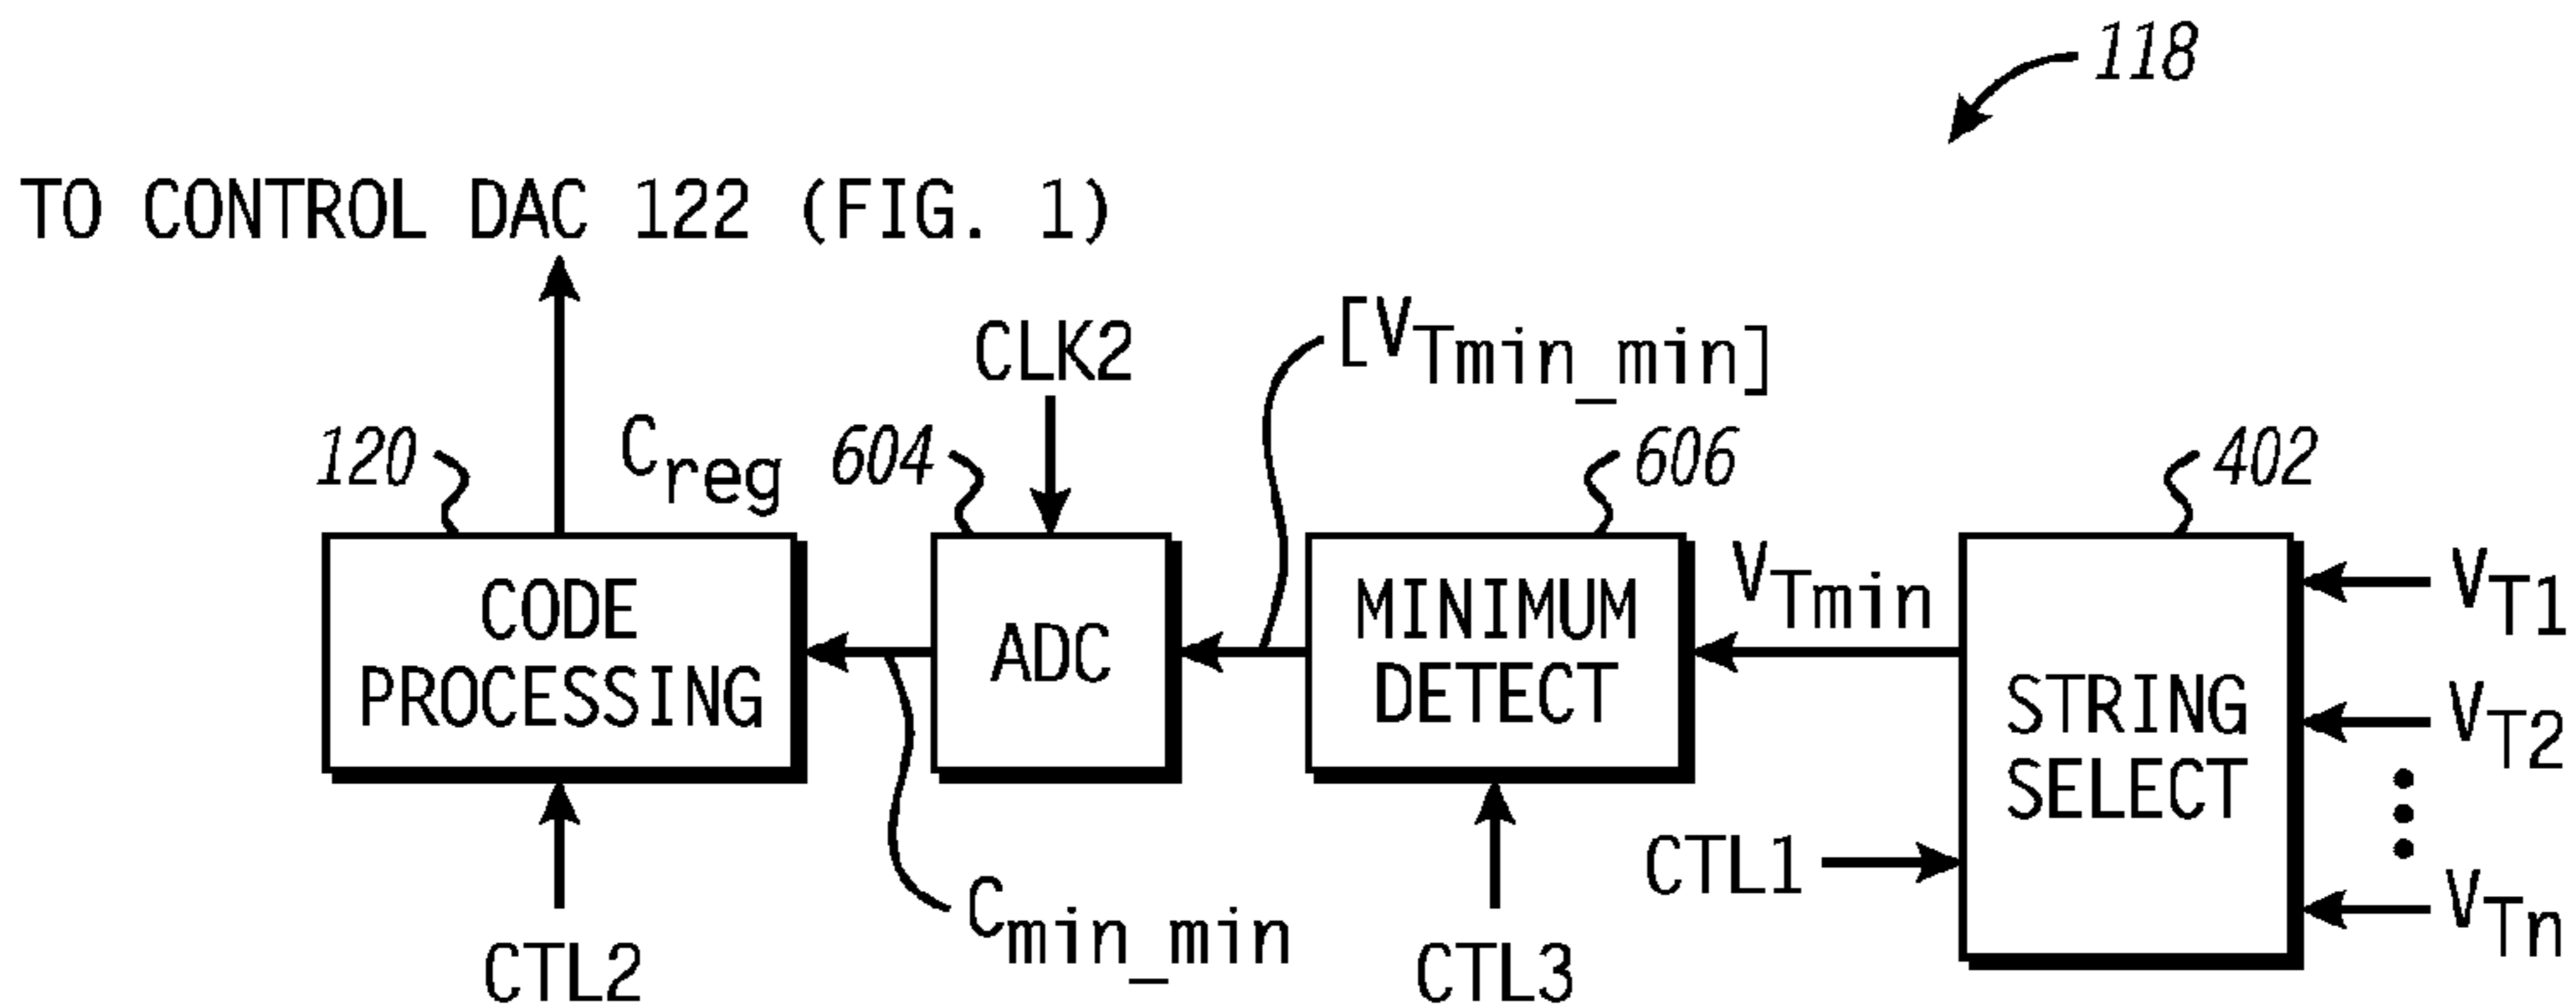 118
TO CONTROL DAC 122 (FIG. 1)
CLK2
[VTmin_min]
120
Creg
604
606
402
CODE
PROCESSING
ADC
MINIMUM
DETECT
VTmin
STRING
SELECT
VT1
VT2
VTn
CTL1
Cmin_min
CTL2
CTL3